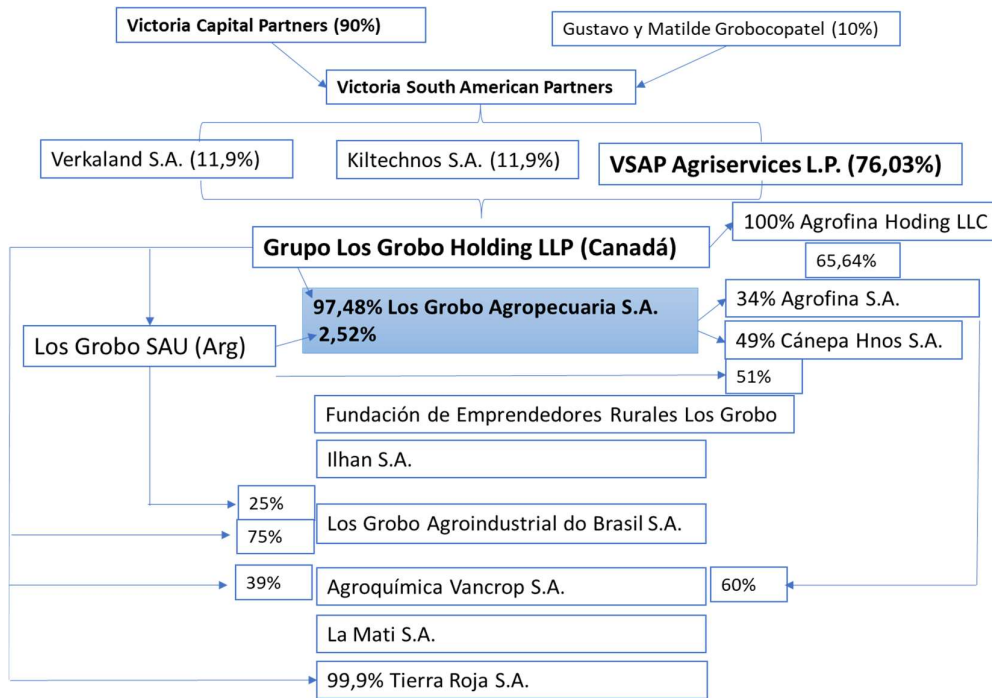 Victoria Capital Partners (90%)
Gustavo y Matilde Grobocopatel (10%)
Victoria South American Partners
Verkaland S.A. (11,9%)
Kiltechnos S.A. (11,9%)
VSAP Agriservices L.P. (76,03%)
100% Agrofina Hoding LLC
Grupo Los Grobo Holding LLP (Canadá)
65,64%
97,48% Los Grobo Agropecuaria S.A.
2,52%
34% Agrofina S.A.
Los Grobo SAU (Arg)
49% Cánepa Hnos S.A.
51%
Fundación de Emprendedores Rurales Los Grobo
Ilhan S.A.
25%
Los Grobo Agroindustrial do Brasil S.A.
75%
39%
Agroquímica Vancrop S.A.
60%
La Mati S.A.
99,9% Tierra Roja S.A.